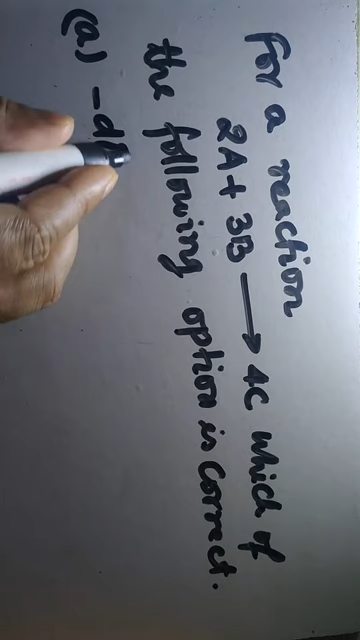 For a reaction
2A + 3B ⟶ 4C which of
the following option is correct.
(a) -d